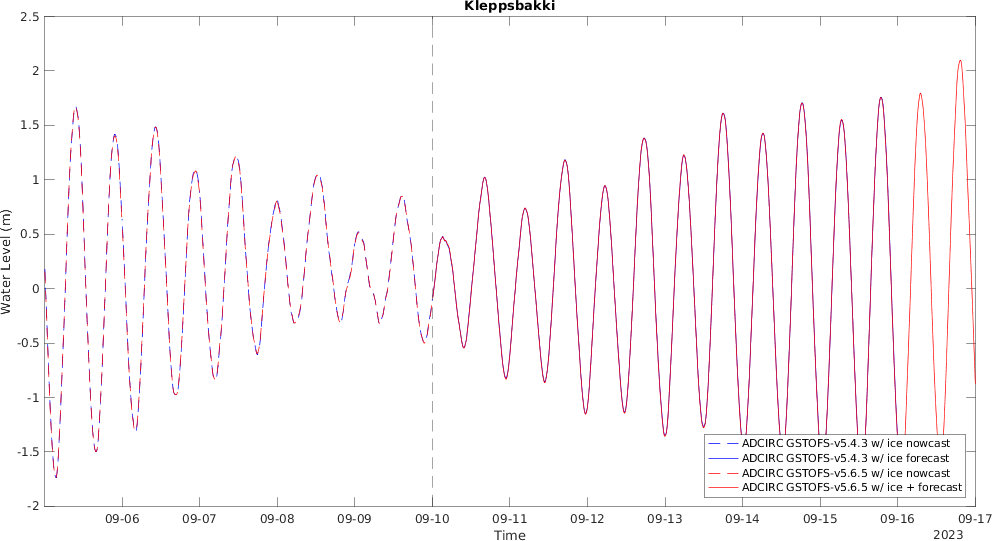 Kleppsbakki
2.5
2
1.5
1
0.5
0
-0.5
-1
-1.5
-2
Water Level (m)
ADCIRC GSTOFS-v5.4.3 w/ ice nowcast
ADCIRC GSTOFS-v5.4.3 w/ ice forecast
ADCIRC GSTOFS-v5.6.5 w/ ice nowcast
ADCIRC GSTOFS-v5.6.5 w/ ice + forecast
09-06 09-07 09-08 09-09 09-10 09-11 09-12 09-13 09-14 09-15 09-16 09-17
Time
2023